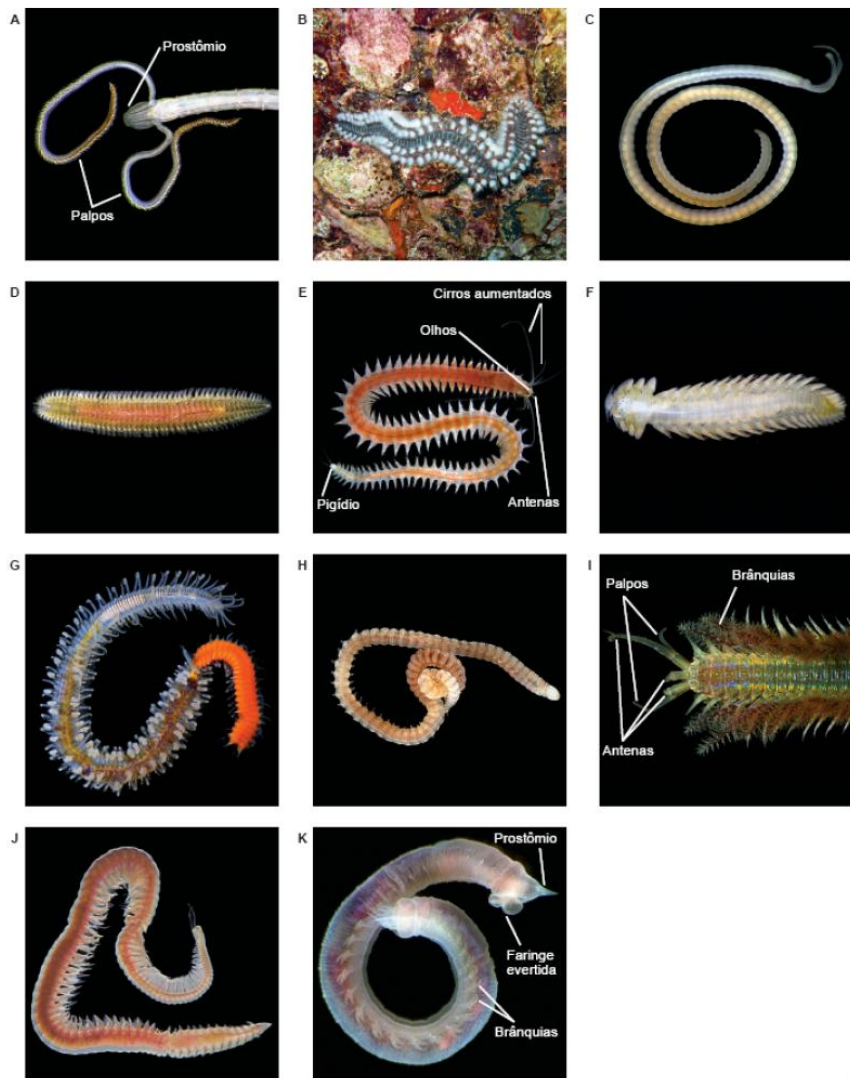 A
Prostômio
Palpos
B
C
D
E
Cirros aumentados
Olhos
Pigídio
Antenas
F
G
H
I
Palpos
Brânquias
Antenas
J
K
Prostômio
Faringe
evertida
Brânquias